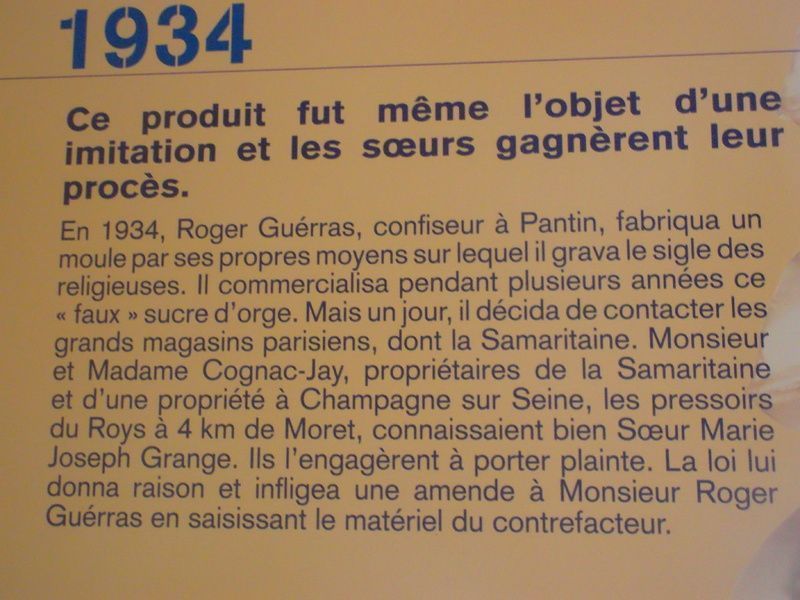 1934
Ce produit fut même l'objet d'une
imitation et les sœurs gagnèrent leur
procès.
En 1934, Roger Guérras, confiseur à Pantin, fabriqua un
moule par ses propres moyens sur lequel il grava le sigle des
religieuses. Il commercialisa pendant plusieurs années ce
« faux » sucre d'orge. Mais un jour, il décida de contacter les
grands magasins parisiens, dont la Samaritaine. Monsieur
et Madame Cognac-Jay, propriétaires de la Samaritaine
et d'une propriété à Champagne sur Seine, les pressoirs
du Roys à 4 km de Moret, connaissaient bien Sœur Marie
Joseph Grange. Ils l'engagèrent à porter plainte. La loi lui
donna raison et infligea une amende à Monsieur Roger
Guérras en saisissant le matériel du contrefacteur.